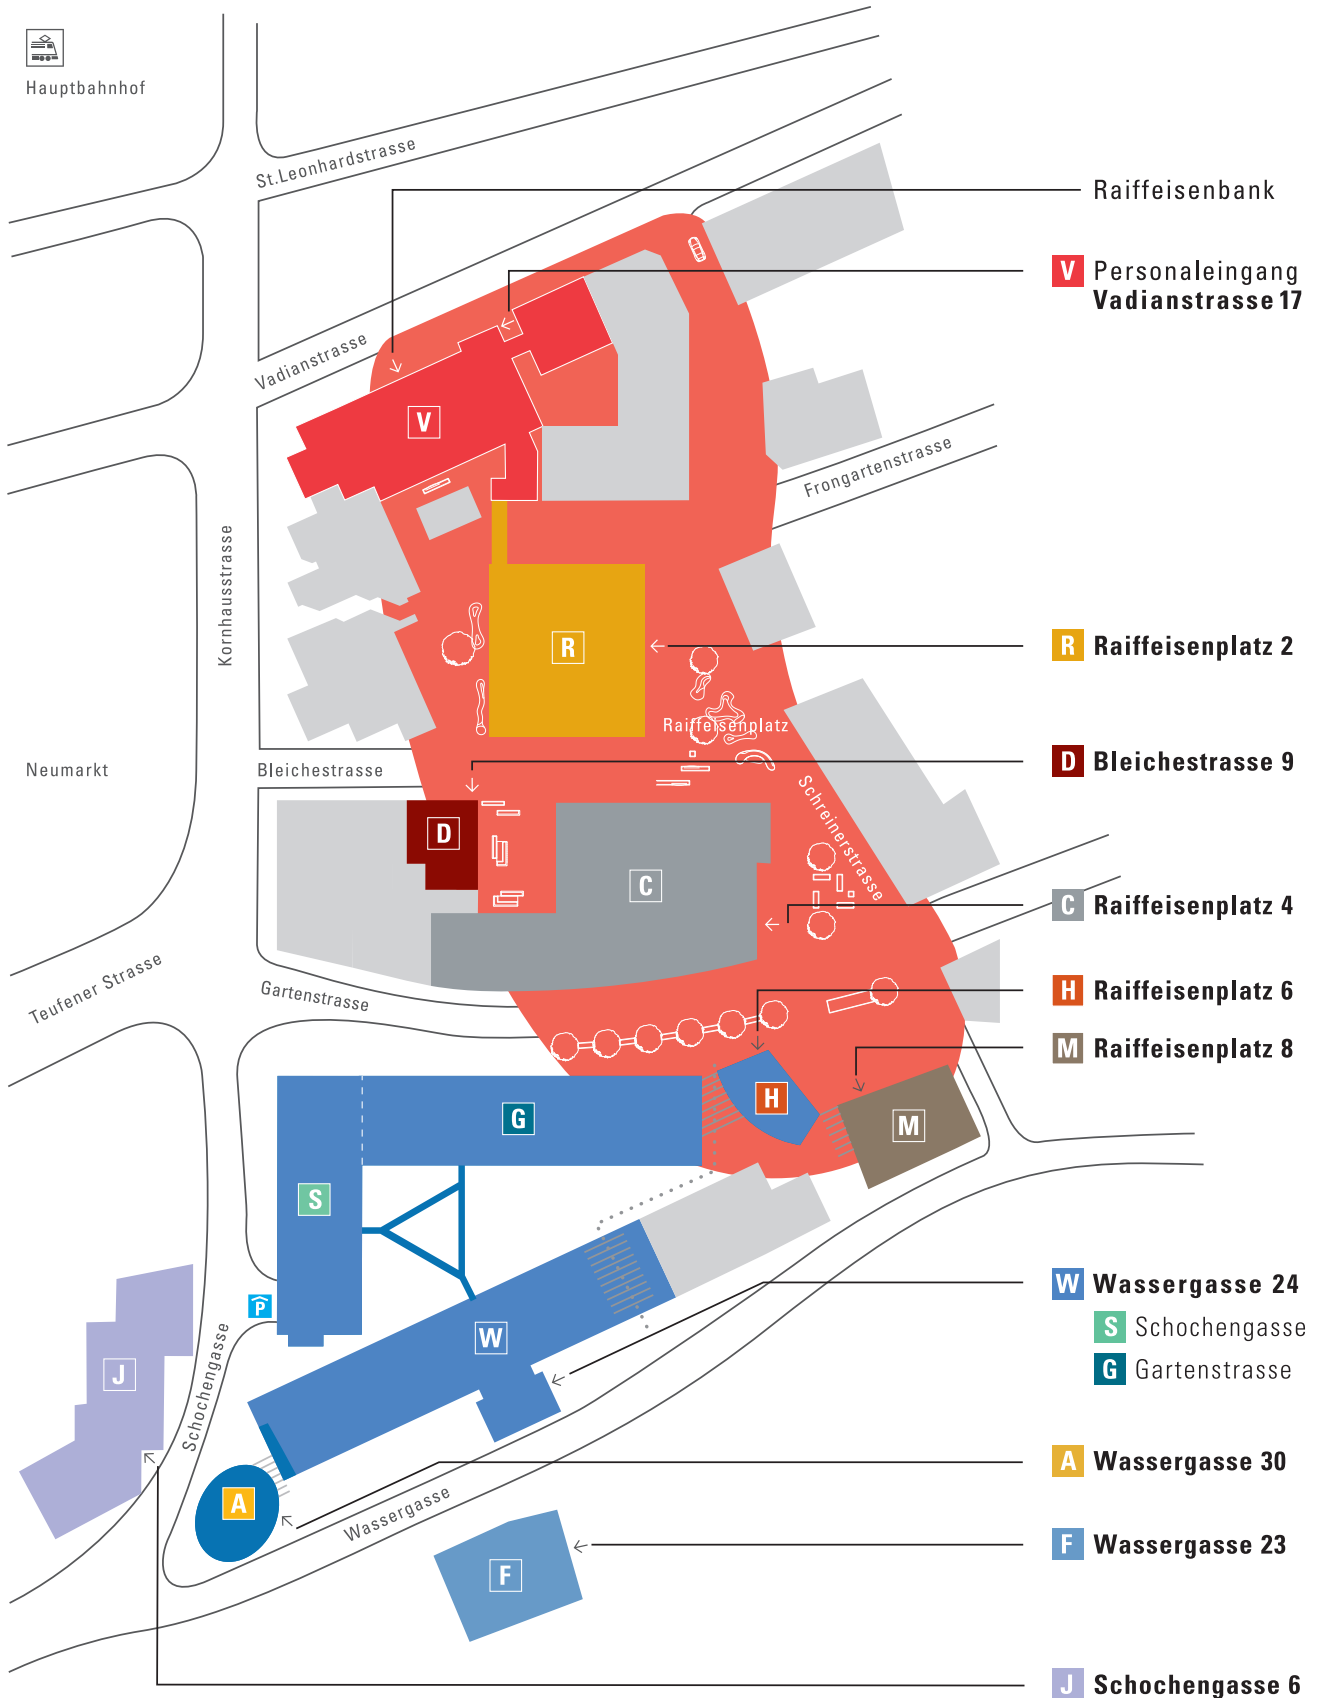 Hauptbahnhof
St.Leonhardstrasse
Raiffeisenbank
V Personaleingang
Vadianstrasse 17
Vadianstrasse
V
Frongartenstrasse
Kornhausstrasse
R
R Raiffeisenplatz 2
Raiffeisenplatz
Neumarkt
Bleichestrasse
D Bleichestrasse 9
D
Schreinerstrasse
C
C Raiffeisenplatz 4
Teufener Strasse
Gartenstrasse
H Raiffeisenplatz 6
M Raiffeisenplatz 8
H
G
M
S
W Wassergasse 24
P
S Schochengasse
W
G Gartenstrasse
J
Schochengasse
A Wassergasse 30
A
Wassergasse
F Wassergasse 23
F
J Schochengasse 6